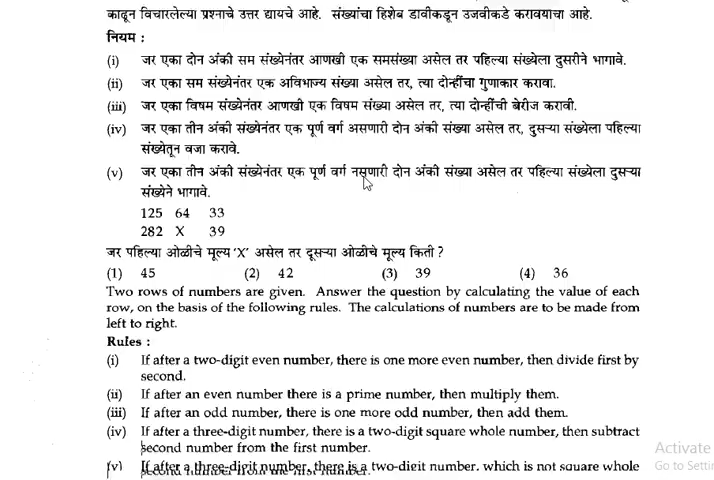 काढून विचारलेल्या प्रश्नाचे उत्तर द्यायचे आहे. संख्यांचा हिशेब डावीकडून उजवीकडे करावयाचा आहे.
नियम :
(i) जर एका दोन अंकी सम संख्येनंतर आणखी एक समसंख्या असेल तर पहिल्या संख्येला दुसरीने भागावे.
(ii) जर एका सम संख्येनंतर एक अविभाज्य संख्या असेल तर, त्या दोन्हींचा गुणाकार करावा.
(iii) जर एका विषम संख्येनंतर आणखी एक विषम संख्या असेल तर, त्या दोन्हींची बेरीज करावी.
(iv) जर एका तीन अंकी संख्येनंतर एक पूर्ण वर्ग असणारी दोन अंकी संख्या असेल तर, दुसऱ्या संख्येला पहिल्या
संख्येतून वजा करावे.
(v) जर एका तीन अंकी संख्येनंतर एक पूर्ण वर्ग नसणारी दोन अंकी संख्या असेल तर पहिल्या संख्येला दुसऱ्या
संख्येने भागावे.
125 64 33
282 X 39
जर पहिल्या ओळीचे मूल्य 'X' असेल तर दुसऱ्या ओळीचे मूल्य किती ?
(1) 45 (2) 42 (3) 39 (4) 36
Two rows of numbers are given. Answer the question by calculating the value of each
row, on the basis of the following rules. The calculations of numbers are to be made from
left to right.
Rules :
(i) If after a two-digit even number, there is one more even number, then divide first by
second.
(ii) If after an even number there is a prime number, then multiply them.
(iii) If after an odd number, there is one more odd number, then add them.
(iv) If after a three-digit number, there is a two-digit square whole number, then subtract
second number from the first number.
(v) If after a three-digit number, there is a two-digit number, which is not square whole
Activate
Go to Settin